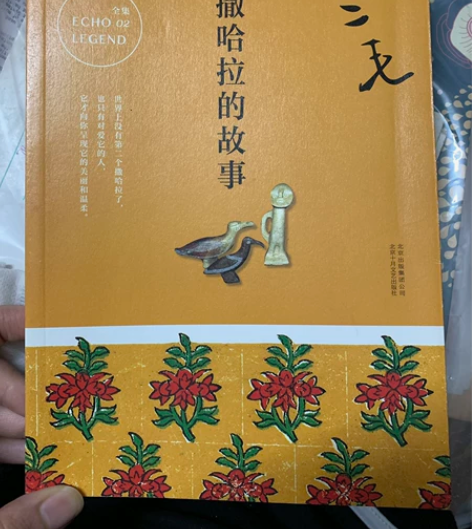 全集
ECHO 02
LEGEND
三毛
撒哈拉的故事
世界上没有第二个撒哈拉了，
也只有对爱它的人，
它才向你呈现它的美丽和温柔。
北京出版集团公司
北京十月文艺出版社